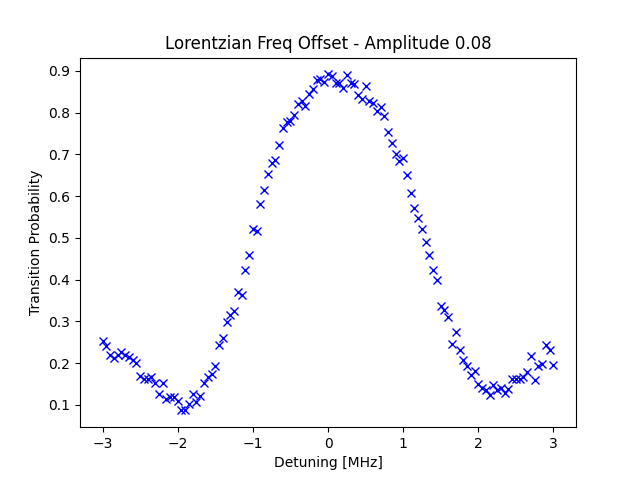 Lorentzian Freq Offset - Amplitude 0.08
Transition Probability
0.9
0.8
0.7
0.6
0.5
0.4
0.3
0.2
0.1
−3 −2 −1 0 1 2 3
Detuning [MHz]